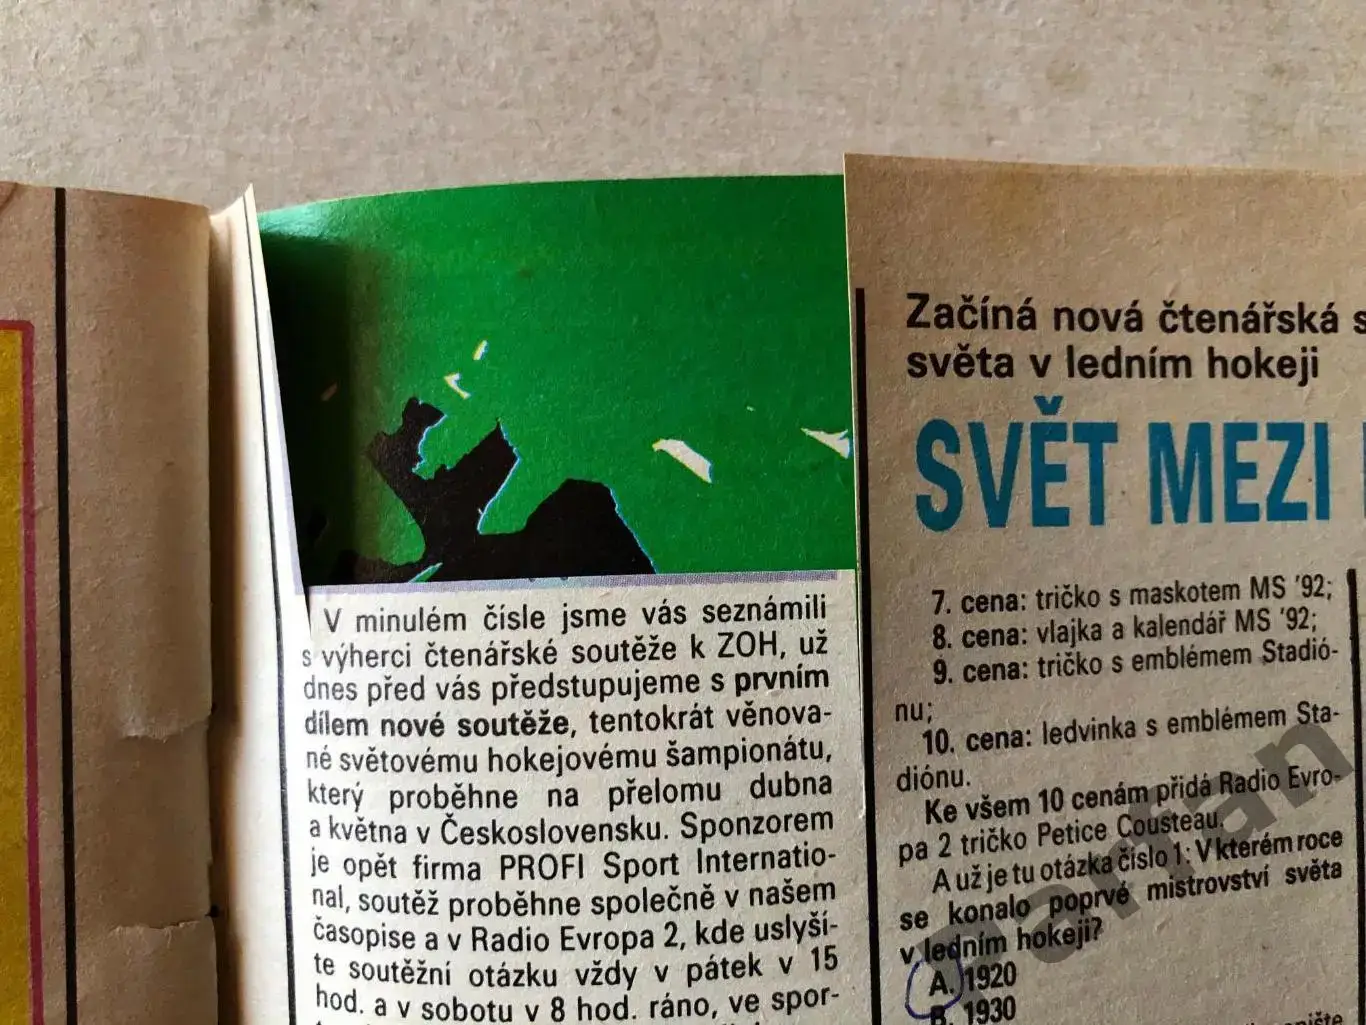 V minulém čísle jsme vás seznámili
s výherci čtenářské soutěže k ZOH, už
dnes před vás předstupujeme s prvním
dílem nové soutěže, tentokrát věnova-
né světovému hokejovému šampionátu,
který proběhne na přelomu dubna
a května v Československu. Sponzorem
je opět firma PROFI Sport Internatio-
nal, soutěž proběhne společně v našem
časopise a v Radio Evropa 2, kde uslyší-
te soutěžní otázku vždy v pátek v 15
hod. a v sobotu v 8 hod. ráno, ve spor-
Začíná nová čtenářská s
světa v ledním hokeji
SVĚT MEZI
7. cena: tričko s maskotem MS '92;
8. cena: vlajka a kalendář MS '92;
9. cena: tričko s emblémem Stadió-
nu;
10. cena: ledvinka s emblémem Sta-
diónu.
Ke všem 10 cenám přidá Radio Evro-
pa 2 tričko Petice Cousteau.
A už je tu otázka číslo 1: V kterém roce
se konalo poprvé mistrovství světa
v ledním hokeji?
A. 1920
B. 1930